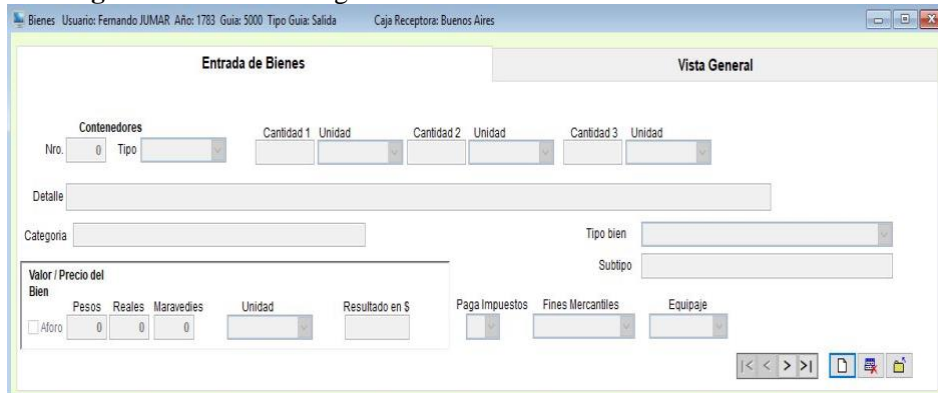 Bienes Usuario: Fernando JUMAR Año: 1783 Guia: 5000 Tipo Guia: Salida Caja Receptora: Buenos Aires
Entrada de Bienes Vista General
Contenedores
Nro. 0 Tipo Cantidad 1 Unidad Cantidad 2 Unidad Cantidad 3 Unidad
Detalle
Categoria Tipo bien
Subtipo
Valor / Precio del
Bien
Pesos Reales Maravedies Unidad Resultado en $ Paga Impuestos Fines Mercantiles Equipaje
Aforo 0 0 0